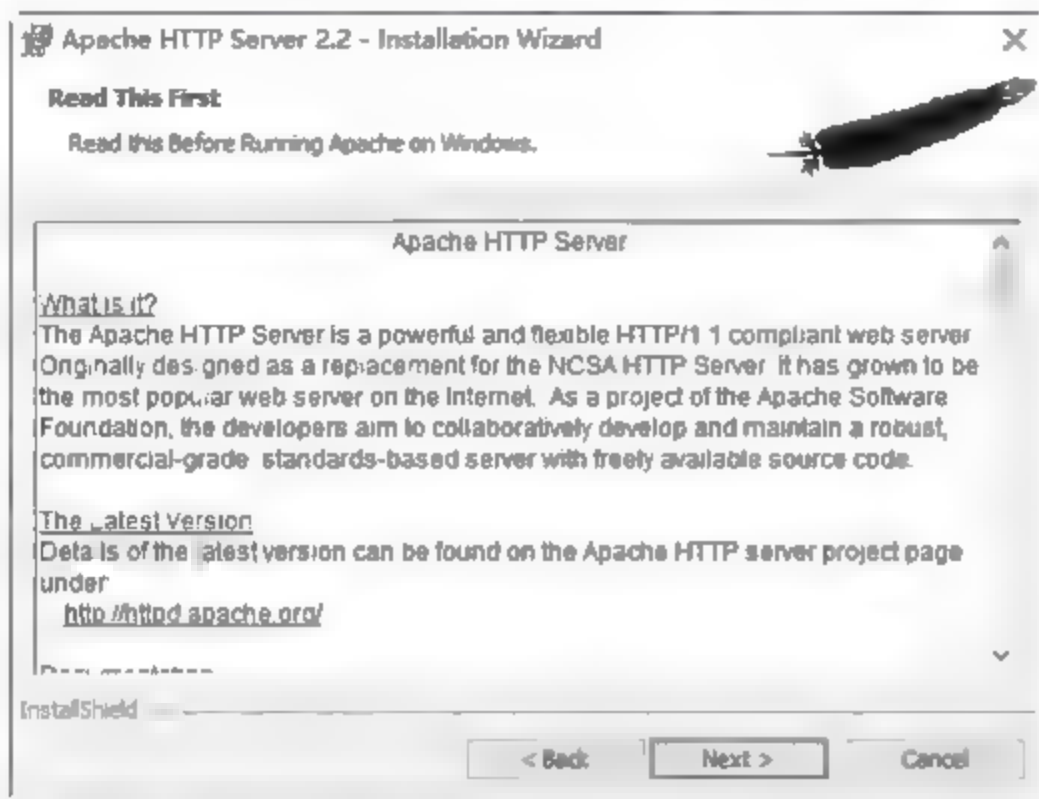 Apache HTTP Server 2.2 - Installation Wizard
Read This First
Read this Before Running Apache on Windows.
Apache HTTP Server
What is it?
The Apache HTTP Server is a powerful and flexible HTTP/1.1 compliant web server.
Originally designed as a replacement for the NCSA HTTP Server, it has grown to be
the most popular web server on the Internet. As a project of the Apache Software
Foundation, the developers aim to collaboratively develop and maintain a robust,
commercial-grade, standards-based server with freely available source code.
The Latest Version
Details of the latest version can be found on the Apache HTTP server project page
under:
http://httpd.apache.org/
Documentation
InstallShield
< Back
Next >
Cancel